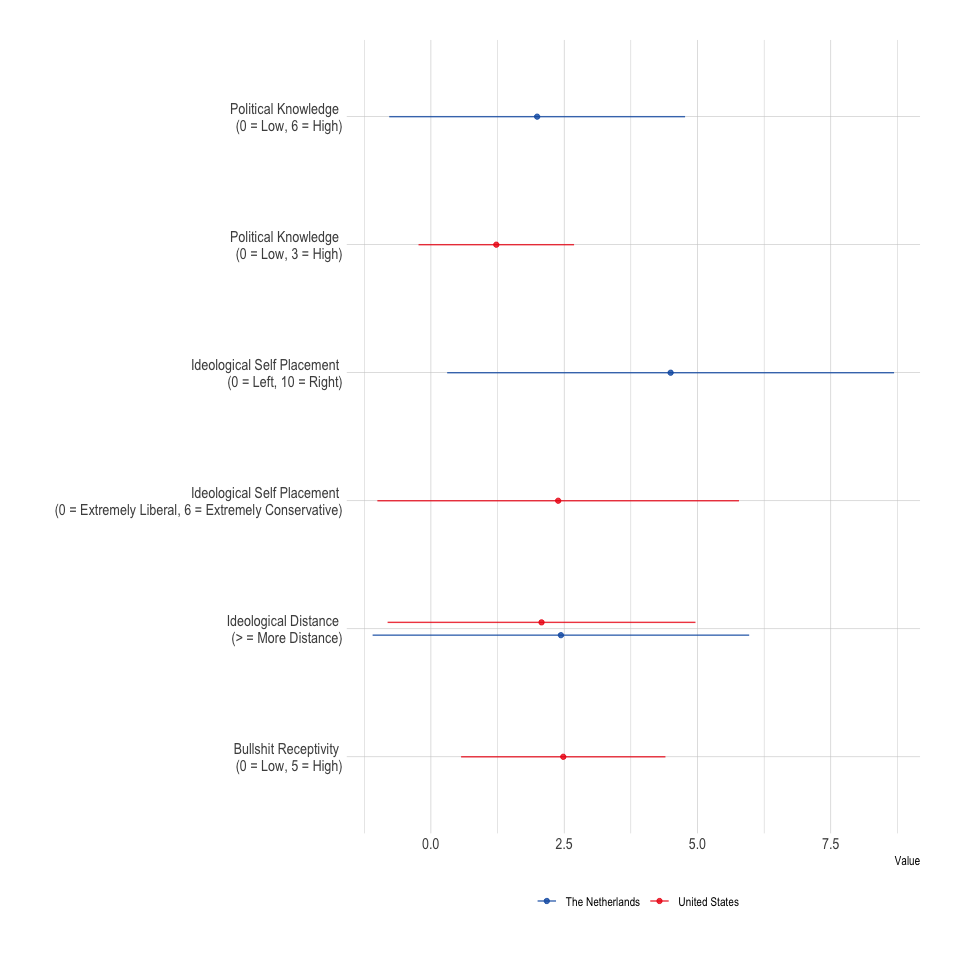 Political Knowledge
(0 = Low, 6 = High)
Political Knowledge
(0 = Low, 3 = High)
Ideological Self Placement
(0 = Left, 10 = Right)
Ideological Self Placement
(0 = Extremely Liberal, 6 = Extremely Conservative)
Ideological Distance
(> = More Distance)
Bullshit Receptivity
(0 = Low, 5 = High)
0.0 2.5 5.0 7.5
Value
The Netherlands United States